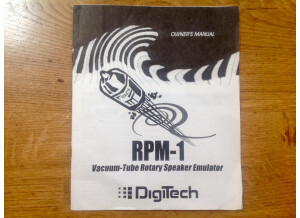 OWNER'S MANUAL
RPM-1
Vacuum-Tube Rotary Speaker Emulator
DigiTech